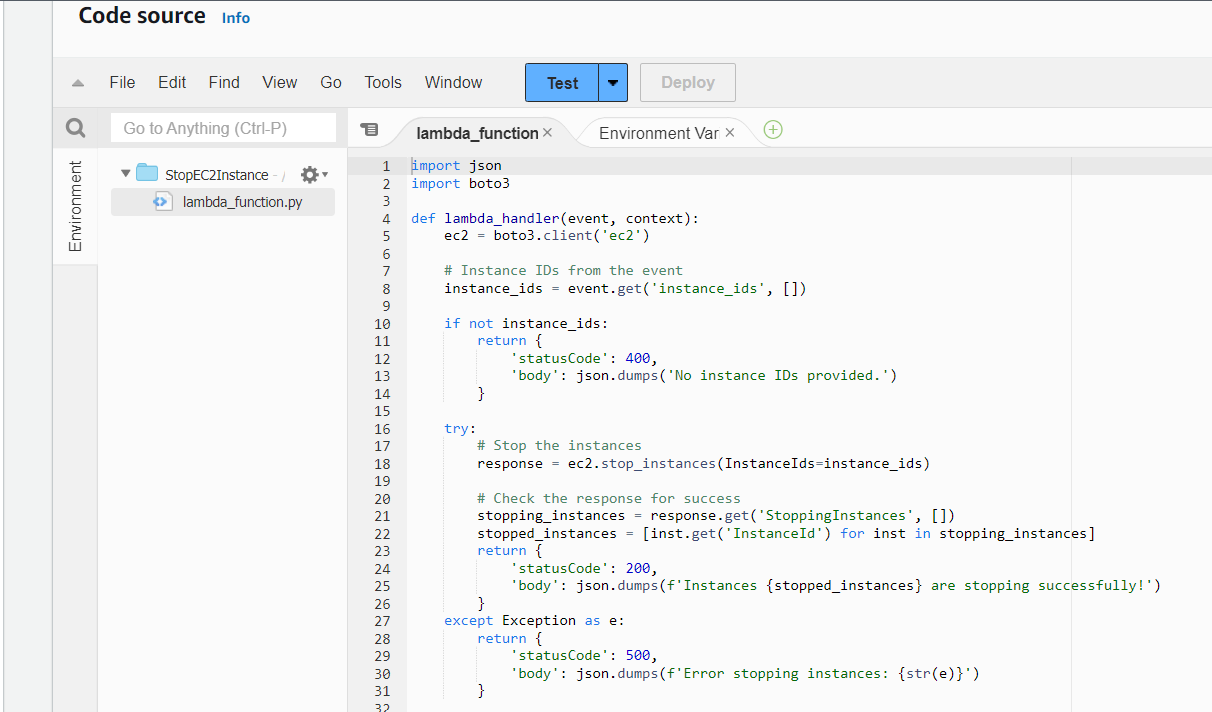 Code source Info
File Edit Find View Go Tools Window Test Deploy
Go to Anything (Ctrl-P)
lambda_function Environment Var
Environment
StopEC2Instance - /
lambda_function.py
1 import json
2 import boto3
3
4 def lambda_handler(event, context):
5     ec2 = boto3.client('ec2')
6
7     # Instance IDs from the event
8     instance_ids = event.get('instance_ids', [])
9
10     if not instance_ids:
11         return {
12             'statusCode': 400,
13             'body': json.dumps('No instance IDs provided.')
14         }
15
16     try:
17         # Stop the instances
18         response = ec2.stop_instances(InstanceIds=instance_ids)
19
20         # Check the response for success
21         stopping_instances = response.get('StoppingInstances', [])
22         stopped_instances = [inst.get('InstanceId') for inst in stopping_instances]
23         return {
24             'statusCode': 200,
25             'body': json.dumps(f'Instances {stopped_instances} are stopping successfully!')
26         }
27     except Exception as e:
28         return {
29             'statusCode': 500,
30             'body': json.dumps(f'Error stopping instances: {str(e)}')
31         }
32